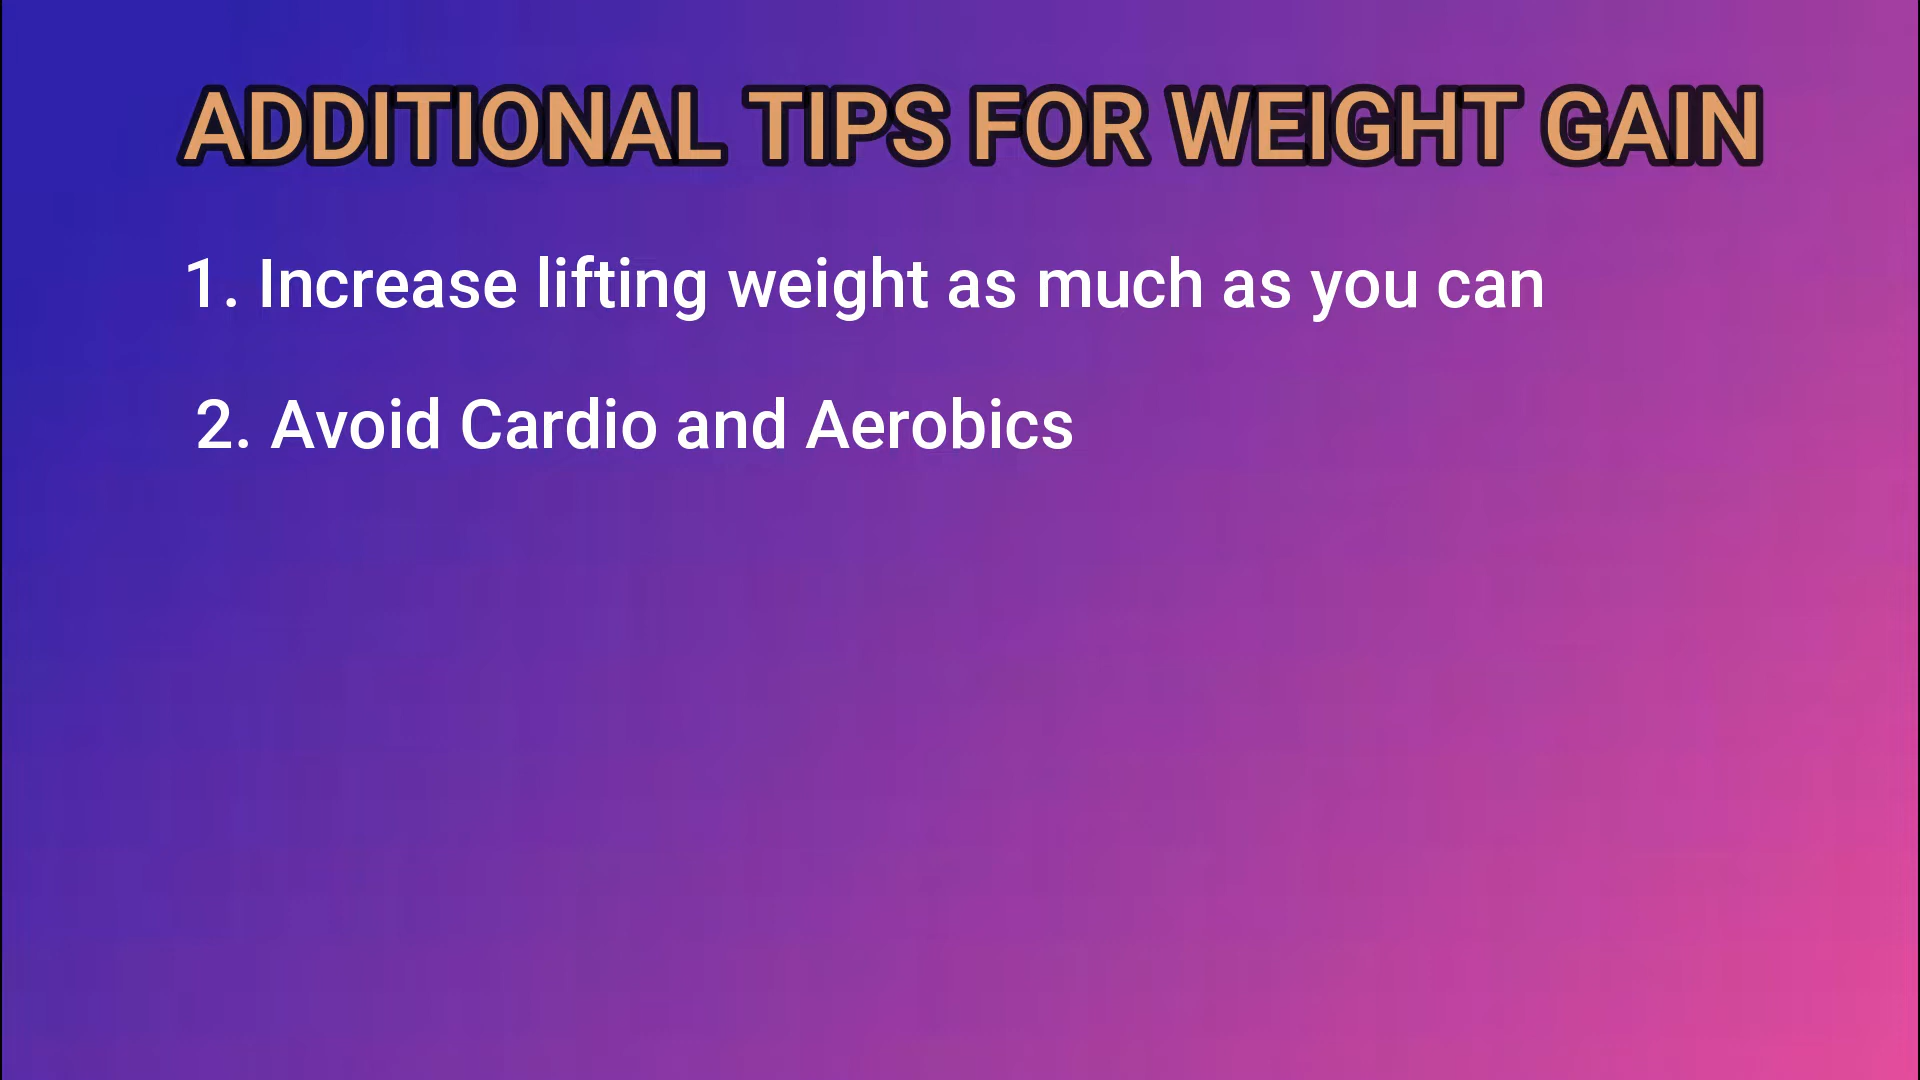 ADDITIONAL TIPS FOR WEIGHT GAIN
1. Increase lifting weight as much as you can
2. Avoid Cardio and Aerobics